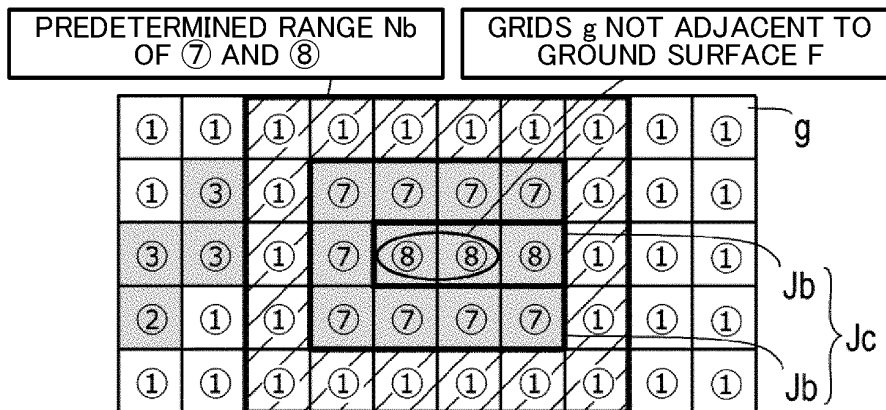 PREDETERMINED RANGE Nb
OF ⑦ AND ⑧
GRIDS g NOT ADJACENT TO
GROUND SURFACE F
① ① ① ① ① ① ① ① ① ① g
① ③ ① ⑦ ⑦ ⑦ ⑦ ① ① ①
③ ③ ① ⑦ ⑧ ⑧ ⑧ ① ① ①
Jb
② ① ① ⑦ ⑦ ⑦ ⑦ ① ① ①
Jc
① ① ① ① ① ① ① ① ① ①
Jb